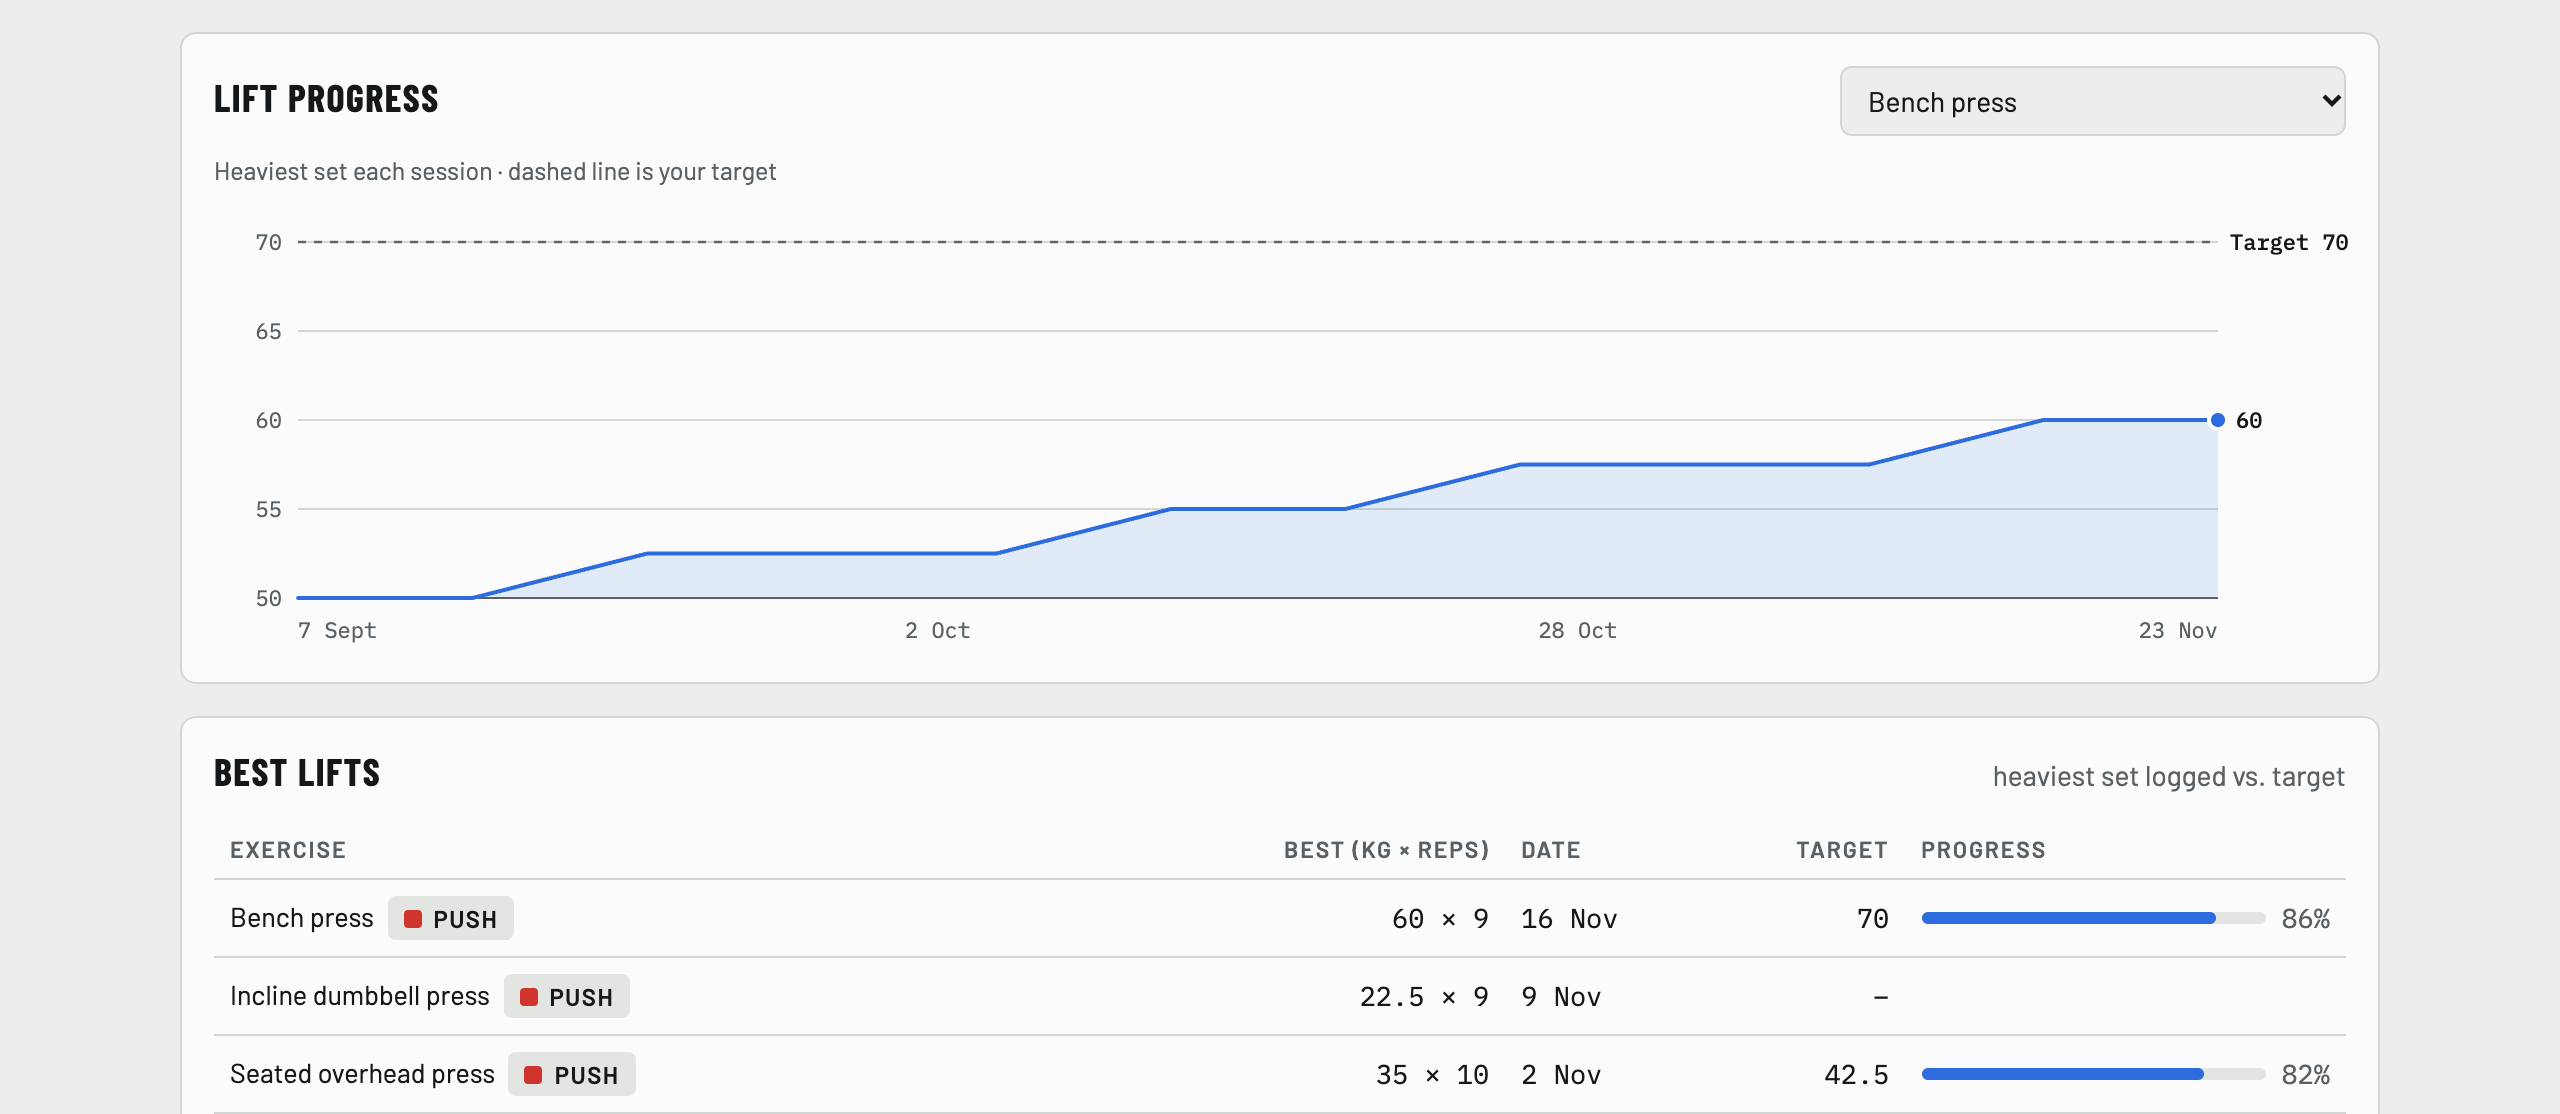 LIFT PROGRESS
Bench press
Heaviest set each session · dashed line is your target
70
Target 70
65
60
60
55
50
7 Sept
2 Oct
28 Oct
23 Nov
BEST LIFTS
heaviest set logged vs. target
EXERCISE BEST (KG × REPS) DATE TARGET PROGRESS
Bench press PUSH 60 × 9 16 Nov 70 86%
Incline dumbbell press PUSH 22.5 × 9 9 Nov –
Seated overhead press PUSH 35 × 10 2 Nov 42.5 82%